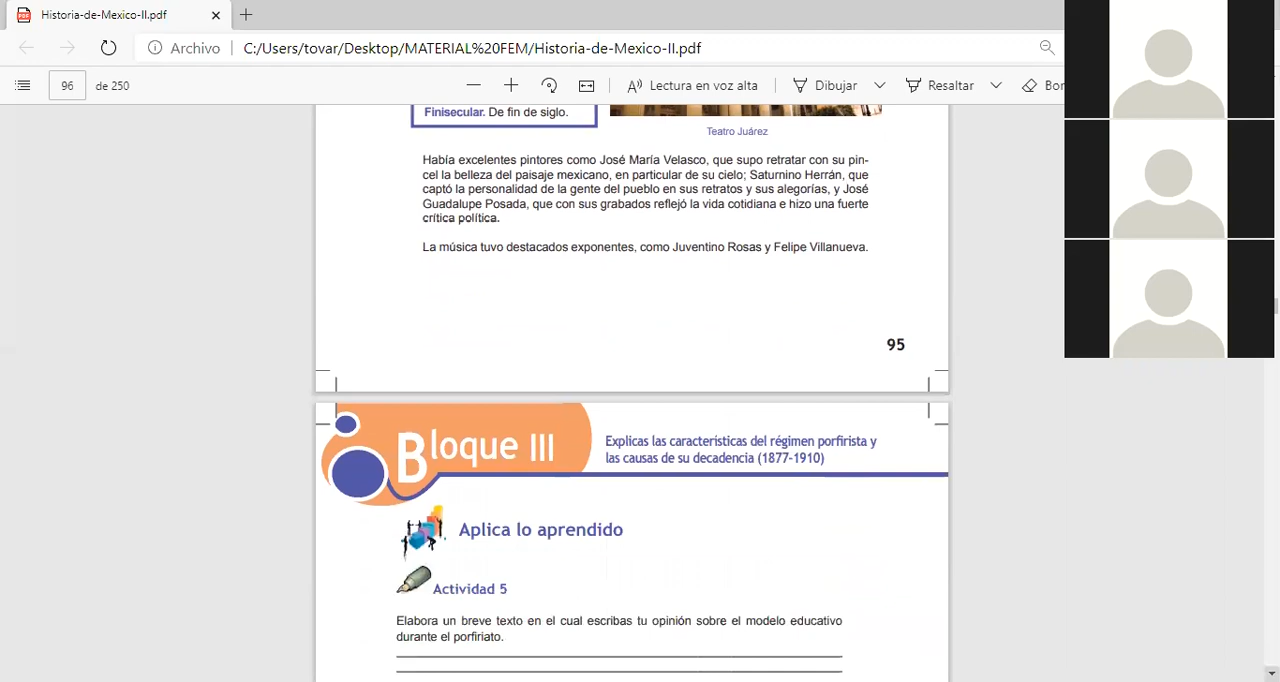 Historia-de-Mexico-II.pdf
Archivo C:/Users/tovar/Desktop/MATERIAL%20FEM/Historia-de-Mexico-II.pdf
96 de 250 Lectura en voz alta Dibujar Resaltar Bor
Finisecular. De fin de siglo.
Teatro Juárez
Había excelentes pintores como José María Velasco, que supo retratar con su pin-
cel la belleza del paisaje mexicano, en particular de su cielo; Saturnino Herrán, que
captó la personalidad de la gente del pueblo en sus retratos y sus alegorías, y José
Guadalupe Posada, que con sus grabados reflejó la vida cotidiana e hizo una fuerte
crítica política.
La música tuvo destacados exponentes, como Juventino Rosas y Felipe Villanueva.
95
Bloque III
Explicas las características del régimen porfirista y
las causas de su decadencia (1877-1910)
Aplica lo aprendido
Actividad 5
Elabora un breve texto en el cual escribas tu opinión sobre el modelo educativo
durante el porfiriato.